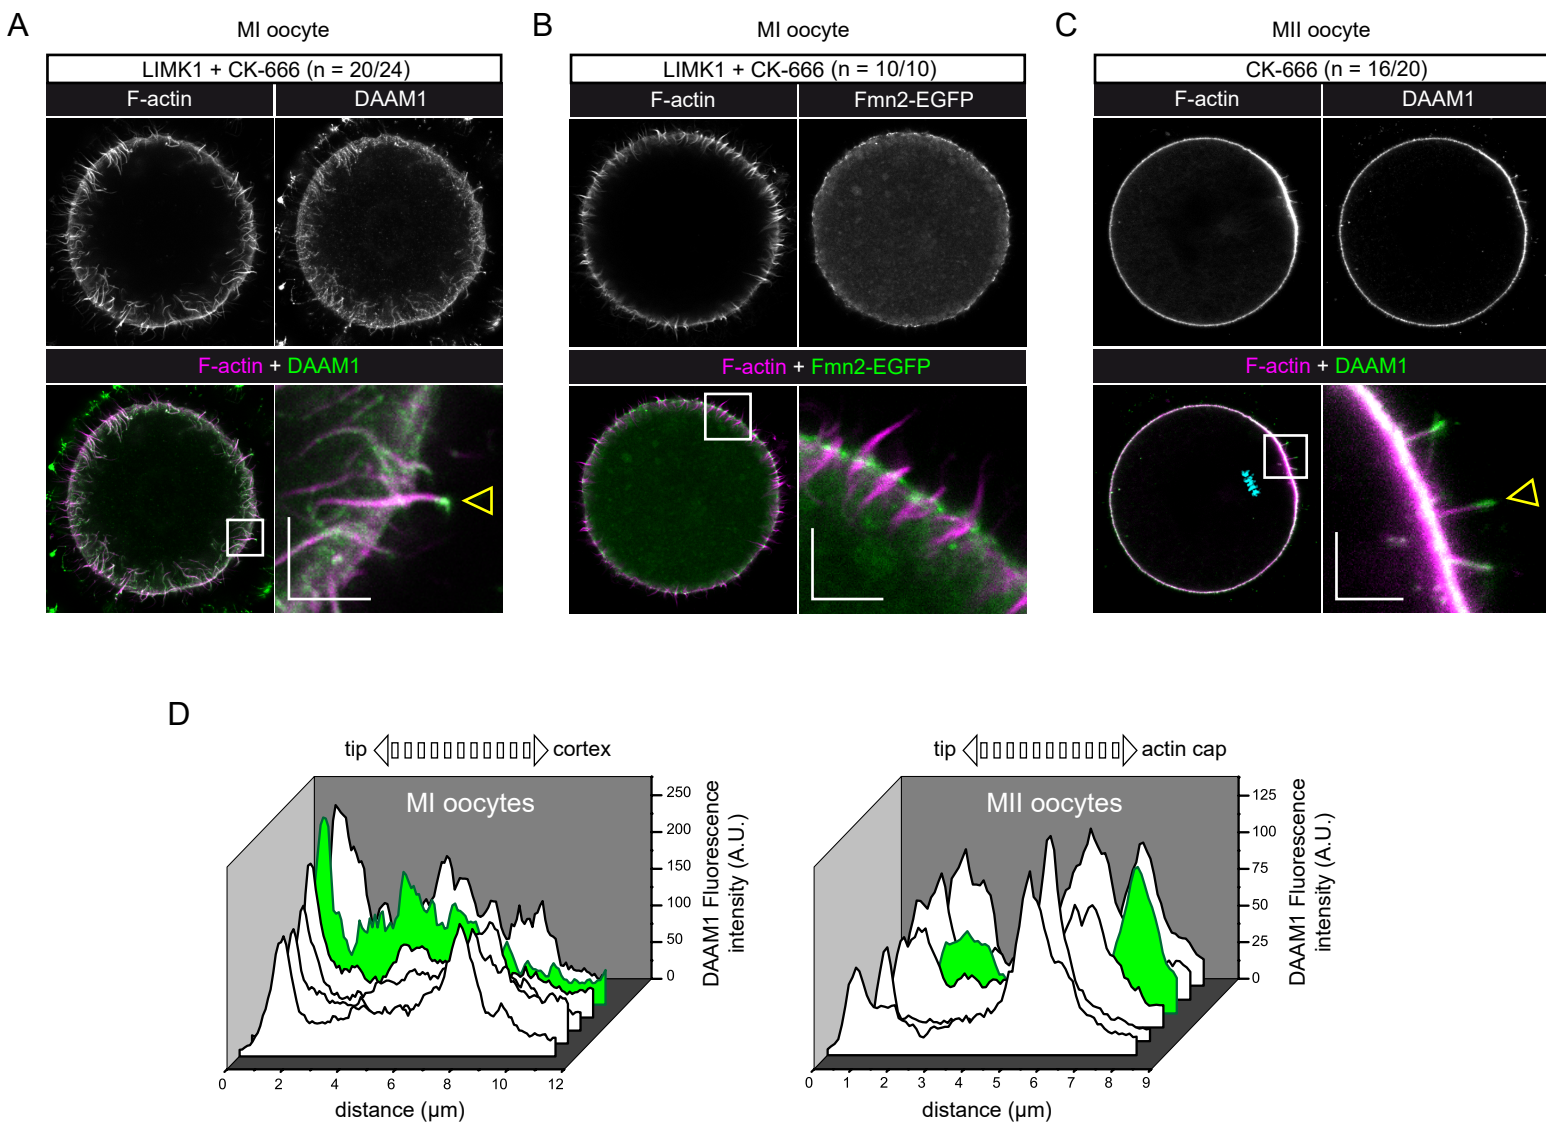 A
MI oocyte
LIMK1 + CK-666 (n = 20/24)
F-actin
DAAM1
F-actin + DAAM1
B
MI oocyte
LIMK1 + CK-666 (n = 10/10)
F-actin
Fmn2-EGFP
F-actin + Fmn2-EGFP
C
MII oocyte
CK-666 (n = 16/20)
F-actin
DAAM1
F-actin + DAAM1
D
tip
cortex
MI oocytes
250
200
150
100
50
0
DAAM1 Fluorescence
intensity (A.U.)
0 2 4 6 8 10 12
distance (μm)
tip
actin cap
MII oocytes
125
100
75
50
25
0
DAAM1 Fluorescence
intensity (A.U.)
0 1 2 3 4 5 6 7 8 9
distance (μm)